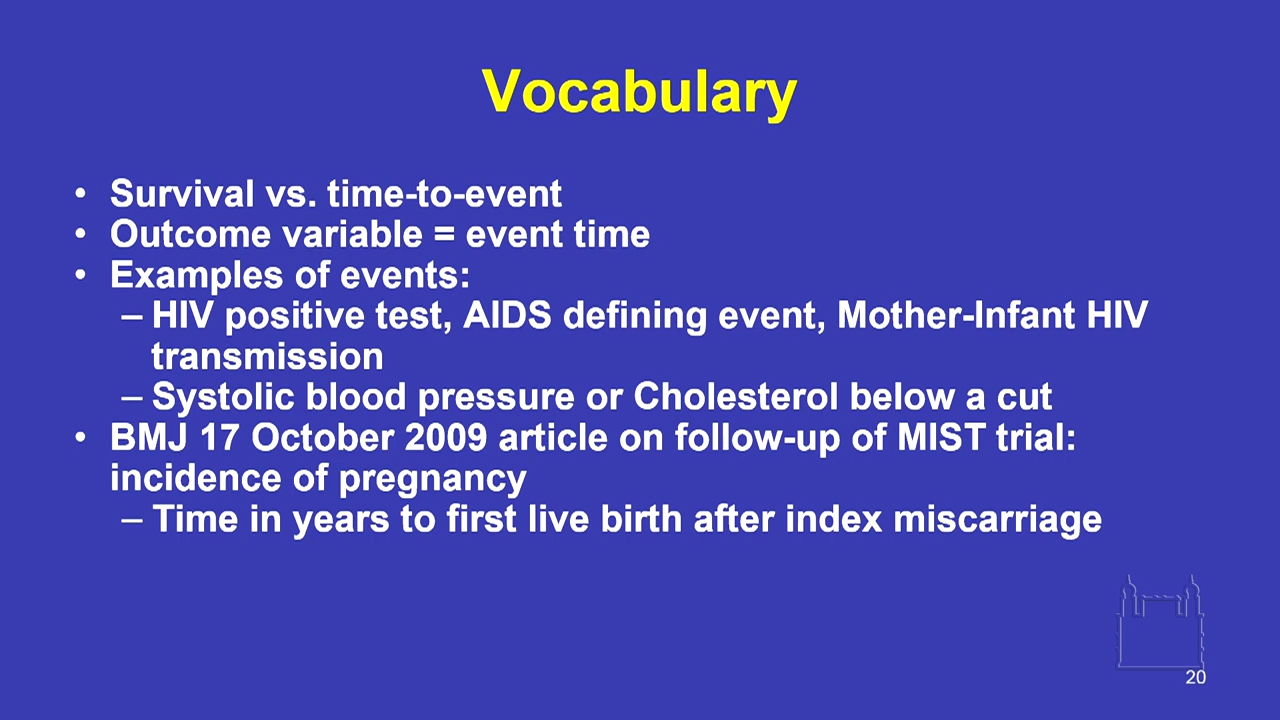 Vocabulary
• Survival vs. time-to-event
• Outcome variable = event time
• Examples of events:
– HIV positive test, AIDS defining event, Mother-Infant HIV
transmission
– Systolic blood pressure or Cholesterol below a cut
• BMJ 17 October 2009 article on follow-up of MIST trial:
incidence of pregnancy
– Time in years to first live birth after index miscarriage
20